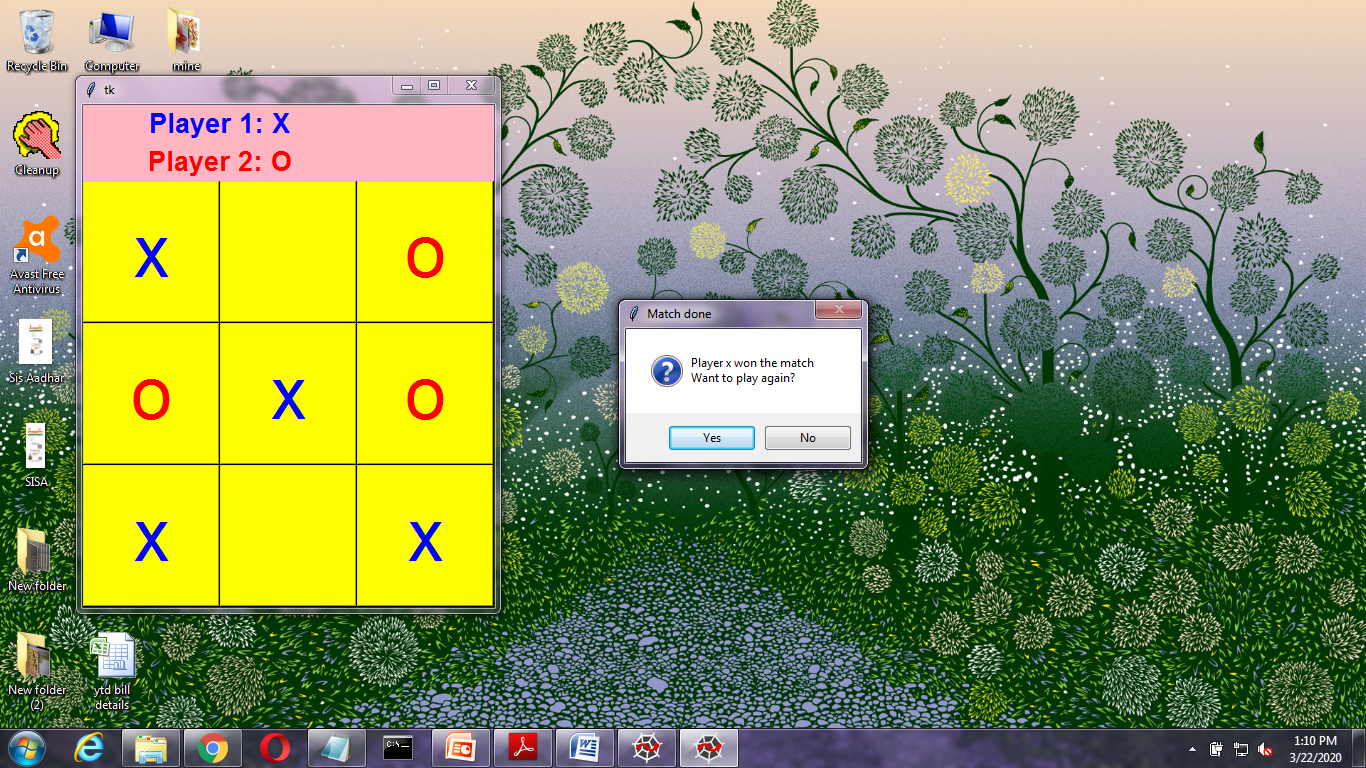 Recycle Bin
Computer
mine
Cleanup
Avast Free
Antivirus
Sis Aadhar
SISA
New folder
New folder
(2)
ytd bill
details
tk
Player 1: X
Player 2: O
X
O
O
X
O
X
X
Match done
Player x won the match
Want to play again?
Yes
No
C:\_
1:10 PM
3/22/2020